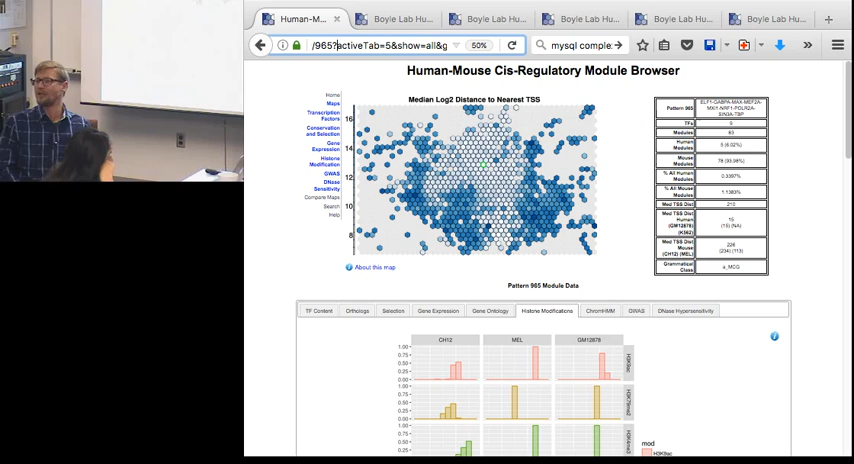 Human-M...
Boyle Lab Hu...
Boyle Lab Hu...
Boyle Lab Hu...
Boyle Lab Hu...
Boyle Lab Hu...
/965?activeTab=5&show=all&g
50%
mysql comple
Human-Mouse Cis-Regulatory Module Browser
Home
Maps
Transcription
Factors
Conservation
and Selection
Gene
Expression
Histone
Modification
GWAS
DNase
Sensitivity
Compare Maps
Search
Help
Median Log2 Distance to Nearest TSS
16
14
12
10
8
About this map
Pattern 965
ELF1-GABPA-MAX-MEF2A-
MXI1-NRF1-POLR2A-
SIN3A-TBP
TFs
9
Modules
83
Human
Modules
5 (6.02%)
Mouse
Modules
78 (93.98%)
% All Human
Modules
0.3397%
% All Mouse
Modules
1.1383%
Med TSS Dist
210
Med TSS Dist
Human
(GM12878)
(K562)
15
(15) (NA)
Med TSS Dist
Mouse
(CH12) (MEL)
226
(234) (113)
Grammatical
Class
Pattern 965 Module Data
TF Content
Orthologs
Selection
Gene Expression
Gene Ontology
Histone Modifications
ChromHMM
GWAS
DNase Hypersensitivity
CH12
MEL
GM12878
1.00
0.75
0.50
0.25
0.00
H3K9ac
1.00
0.75
0.50
0.25
0.00
H3K79me2
1.00
0.75
0.50
0.25
H3K4me3
mod
H3K9ac